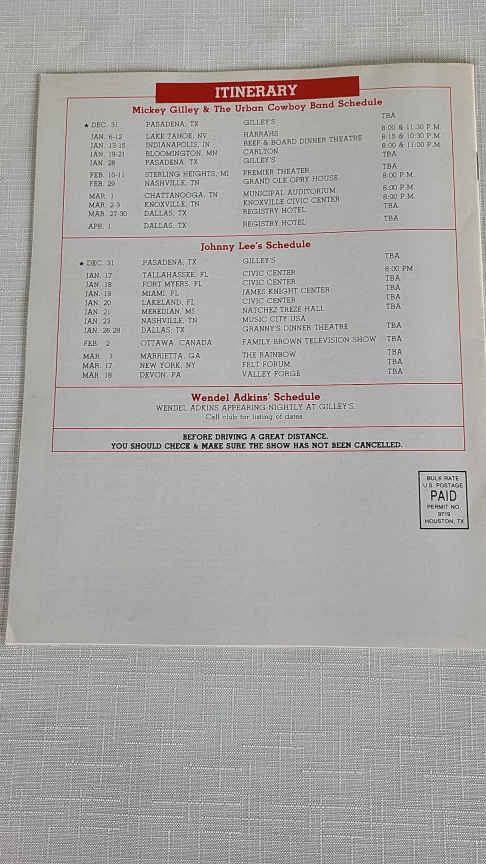 ITINERARY
Mickey Gilley & The Urban Cowboy Band Schedule
★ DEC. 31 PASADENA, TX GILLEY'S TBA
JAN. 6-12 LAKE TAHOE, NV HARRAHS 8:00 & 11:30 P.M.
JAN. 13-15 INDIANAPOLIS, IN BEEF & BOARD DINNER THEATRE 8:15 & 10:30 P.M.
JAN. 19-21 BLOOMINGTON, MN CARLTON 8:00 & 11:00 P.M.
JAN. 28 PASADENA, TX GILLEY'S TBA
FEB. 10-11 STERLING HEIGHTS, MI PREMIER THEATER TBA
FEB. 29 NASHVILLE, TN GRAND OLE OPRY HOUSE 8:00 P.M.
MAR. 1 CHATTANOOGA, TN MUNICIPAL AUDITORIUM 8:00 P.M.
MAR. 2-3 KNOXVILLE, TN KNOXVILLE CIVIC CENTER 8:00 P.M.
MAR. 27-30 DALLAS, TX REGISTRY HOTEL TBA
APR. 1 DALLAS, TX REGISTRY HOTEL TBA
Johnny Lee's Schedule
★ DEC. 31 PASADENA, TX GILLEY'S TBA
JAN. 17 TALLAHASSEE, FL CIVIC CENTER 8:00 PM
JAN. 18 FORT MYERS, FL CIVIC CENTER TBA
JAN. 19 MIAMI, FL JAMES KNIGHT CENTER TBA
JAN. 20 LAKELAND, FL CIVIC CENTER TBA
JAN. 21 MEREDIAN, MS NATCHEZ TREZE HALL TBA
JAN. 23 NASHVILLE, TN MUSIC CITY USA
JAN. 26-28 DALLAS, TX GRANNY'S DINNER THEATRE TBA
FEB. 2 OTTAWA, CANADA FAMILY BROWN TELEVISION SHOW TBA
MAR. 3 MARRIETTA, GA THE RAINBOW TBA
MAR. 17 NEW YORK, NY FELT FORUM TBA
MAR. 18 DEVON, PA VALLEY FORGE TBA
Wendel Adkins' Schedule
WENDEL ADKINS APPEARING NIGHTLY AT GILLEY'S.
Call club for listing of dates.
BEFORE DRIVING A GREAT DISTANCE,
YOU SHOULD CHECK & MAKE SURE THE SHOW HAS NOT BEEN CANCELLED.
BULK RATE
U.S. POSTAGE
PAID
PERMIT NO.
9719
HOUSTON, TX